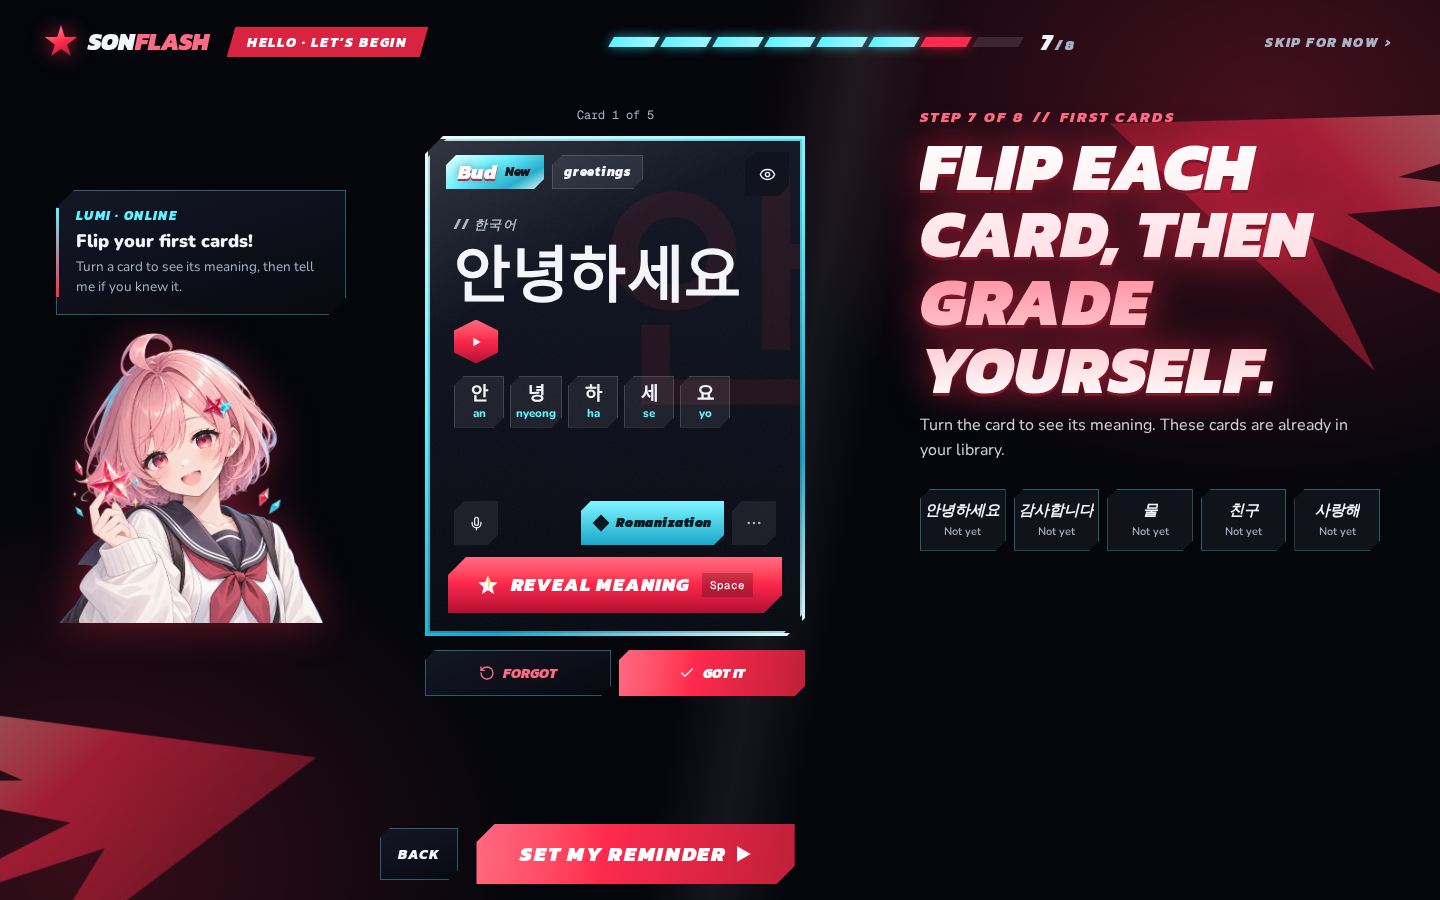 SONFLASH
HELLO · LET'S BEGIN
7 / 8
SKIP FOR NOW >
LUMI · ONLINE
Flip your first cards!
Turn a card to see its meaning, then tell
me if you knew it.
Card 1 of 5
Bud New
greetings
// 한국어
안녕하세요
안 녕 하 세 요
an nyeong ha se yo
Romanization
REVEAL MEANING Space
FORGOT
GOT IT
STEP 7 OF 8 // FIRST CARDS
FLIP EACH
CARD, THEN
GRADE
YOURSELF.
Turn the card to see its meaning. These cards are already in
your library.
안녕하세요 감사합니다 물 친구 사랑해
Not yet Not yet Not yet Not yet Not yet
BACK
SET MY REMINDER